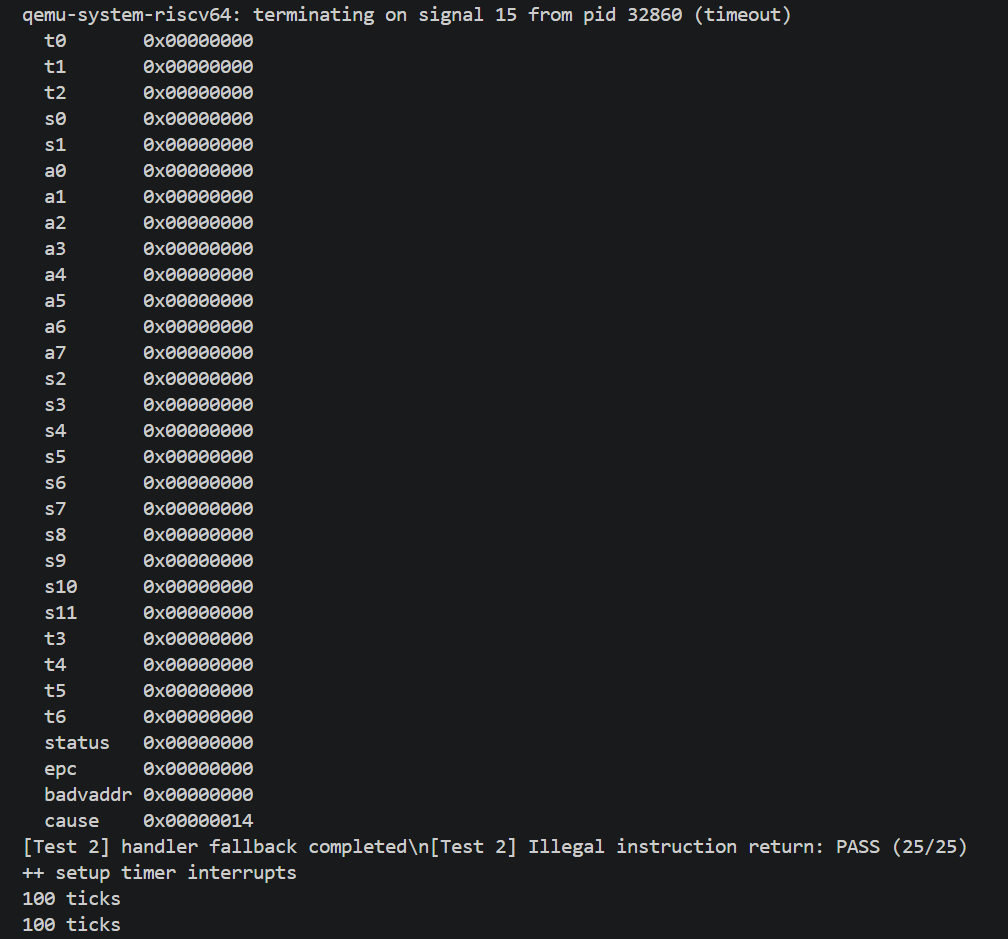 qemu-system-riscv64: terminating on signal 15 from pid 32860 (timeout)
t0 0x00000000
t1 0x00000000
t2 0x00000000
s0 0x00000000
s1 0x00000000
a0 0x00000000
a1 0x00000000
a2 0x00000000
a3 0x00000000
a4 0x00000000
a5 0x00000000
a6 0x00000000
a7 0x00000000
s2 0x00000000
s3 0x00000000
s4 0x00000000
s5 0x00000000
s6 0x00000000
s7 0x00000000
s8 0x00000000
s9 0x00000000
s10 0x00000000
s11 0x00000000
t3 0x00000000
t4 0x00000000
t5 0x00000000
t6 0x00000000
status 0x00000000
epc 0x00000000
badvaddr 0x00000000
cause 0x00000014
[Test 2] handler fallback completed\n[Test 2] Illegal instruction return: PASS (25/25)
++ setup timer interrupts
100 ticks
100 ticks